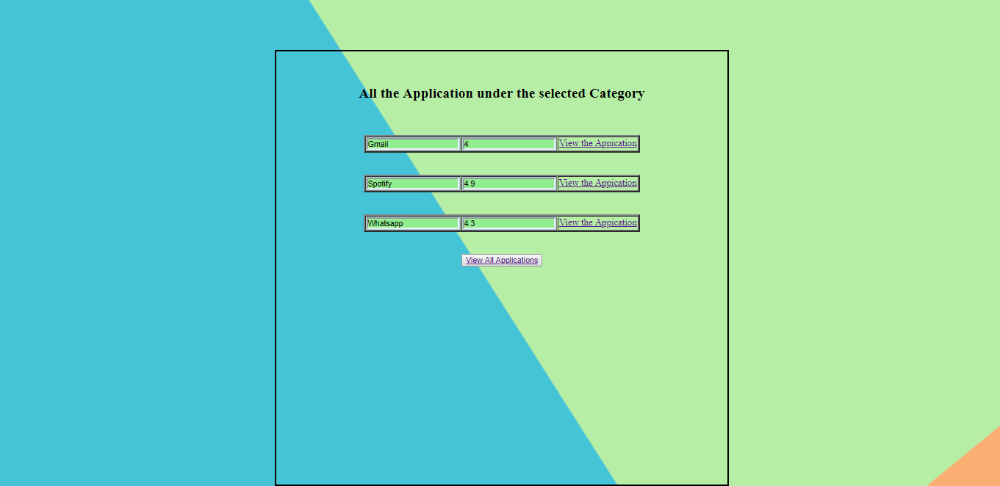 All the Application under the selected Category
Gmail 4 View the Appication
Spotify 4.9 View the Appication
Whatsapp 4.3 View the Appication
View All Applications